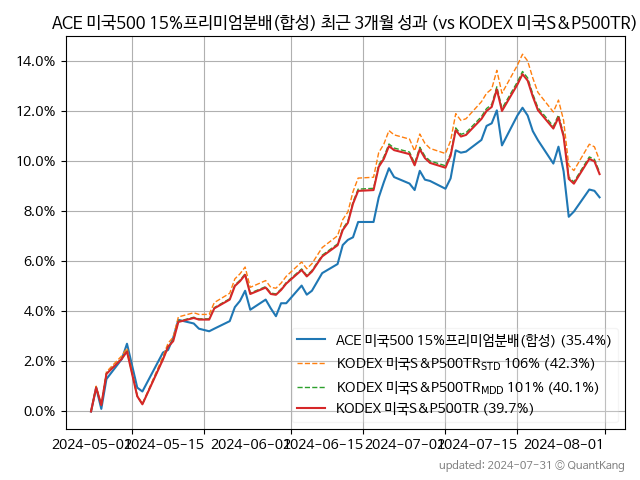 ACE 미국500 15%프리미엄분배(합성) 최근 3개월 성과 (vs KODEX 미국S&P500TR)
14.0%
12.0%
10.0%
8.0%
6.0%
4.0%
2.0%
0.0%
ACE 미국500 15%프리미엄분배(합성) (35.4%)
KODEX 미국S&P500TR_STD 106% (42.3%)
KODEX 미국S&P500TR_MDD 101% (40.1%)
KODEX 미국S&P500TR (39.7%)
2024-05-01 2024-05-15 2024-06-01 2024-06-15 2024-07-01 2024-07-15 2024-08-01
updated: 2024-07-31 © QuantKang